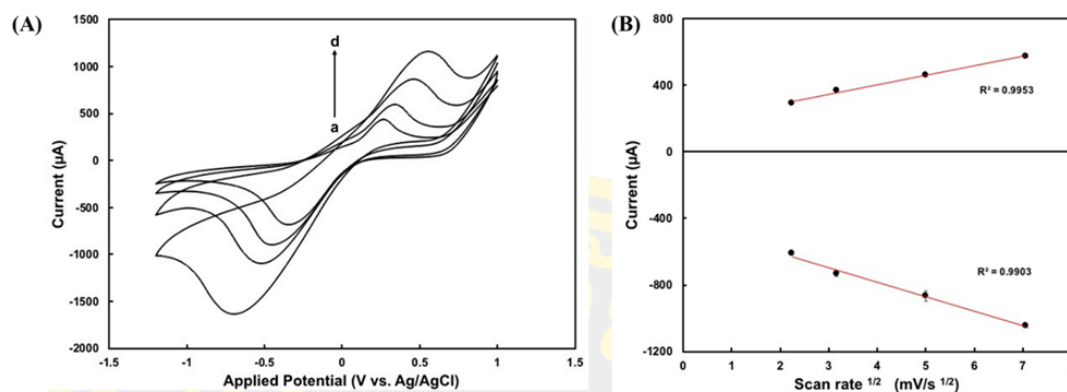 (A)
1500
1000
500
0
-500
-1000
-1500
-2000
Current (µA)
d
a
-1.5
-1
-0.5
0
0.5
1
1.5
Applied Potential (V vs. Ag/AgCl)
(B)
800
400
0
-400
-800
-1200
Current (µA)
R² = 0.9953
R² = 0.9903
0
1
2
3
4
5
6
7
Scan rate ¹/² (mV/s ¹/²)